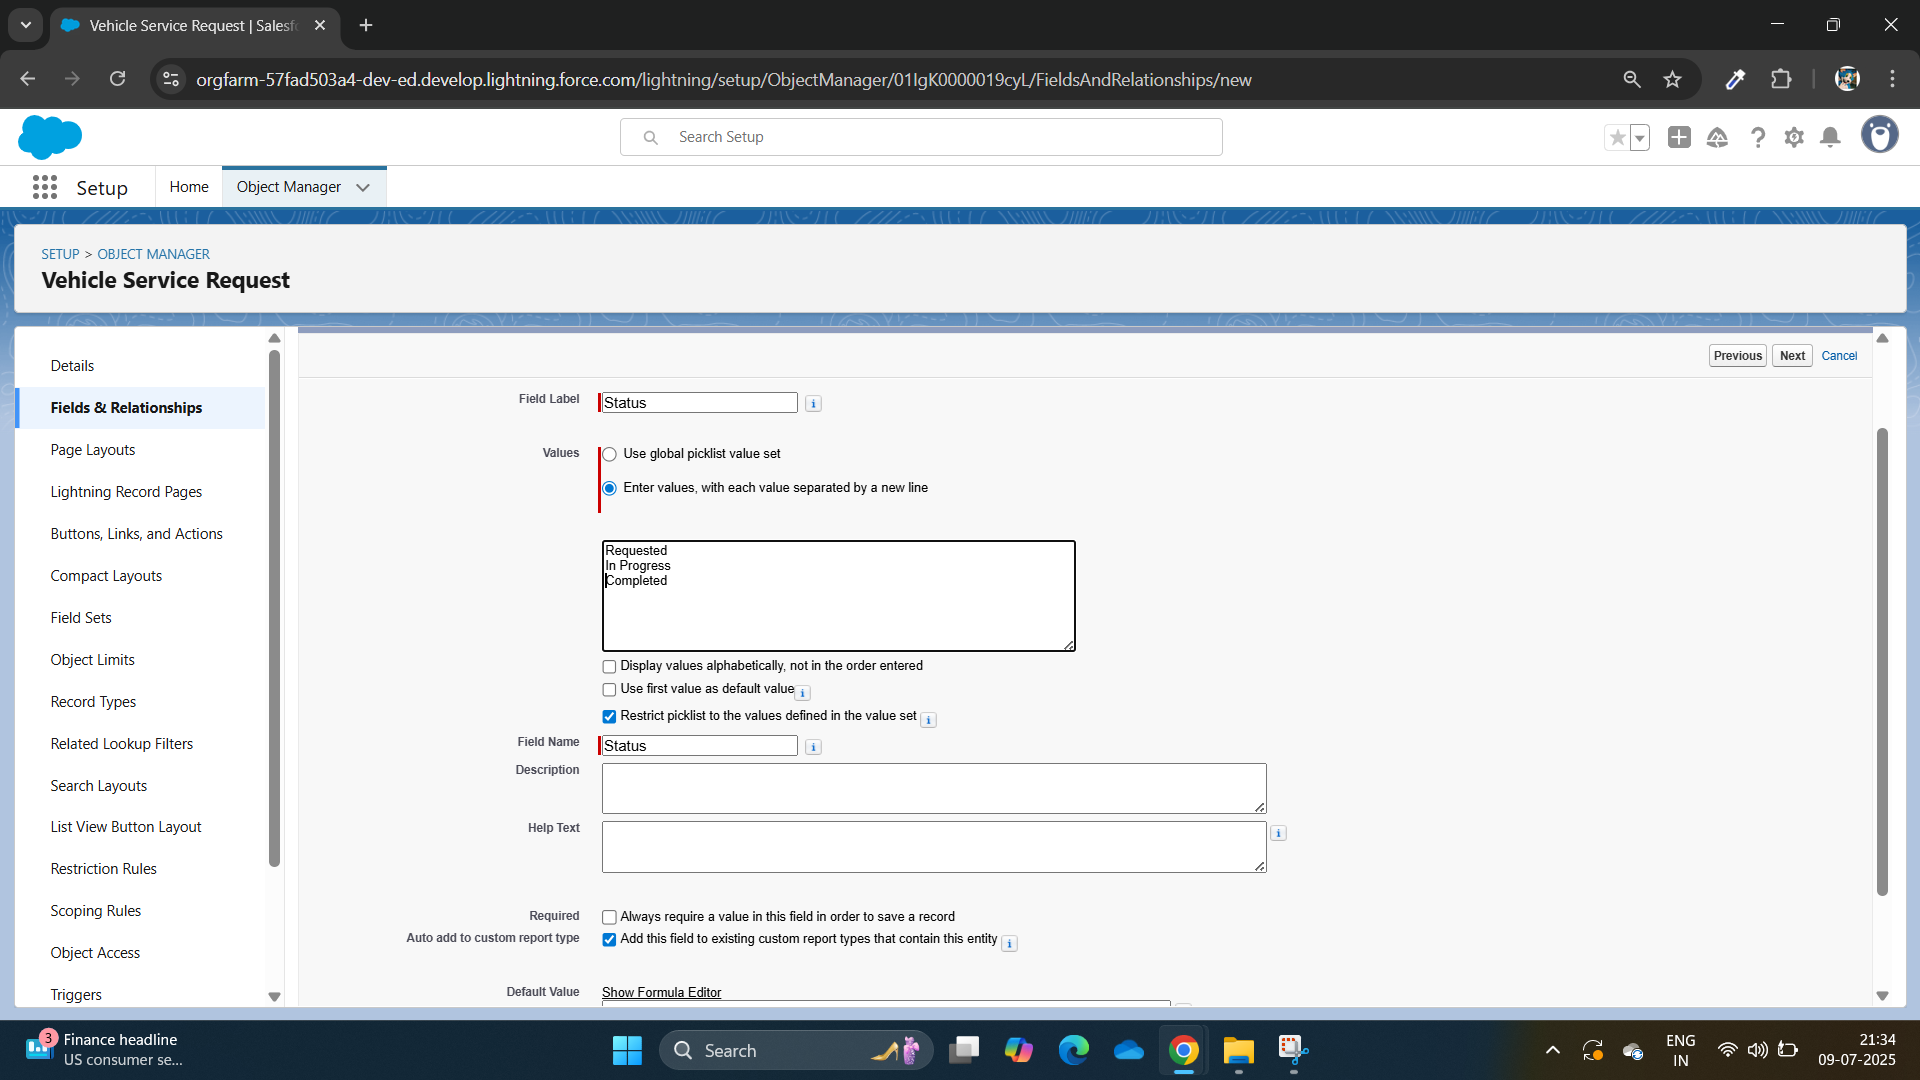 Vehicle Service Request | Salesf
orgfarm-57fad503a4-dev-ed.develop.lightning.force.com/lightning/setup/ObjectManager/01IgK0000019cyL/FieldsAndRelationships/new
Search Setup
Setup
Home
Object Manager
SETUP > OBJECT MANAGER
Vehicle Service Request
Details
Fields & Relationships
Page Layouts
Lightning Record Pages
Buttons, Links, and Actions
Compact Layouts
Field Sets
Object Limits
Record Types
Related Lookup Filters
Search Layouts
List View Button Layout
Restriction Rules
Scoping Rules
Object Access
Triggers
Previous
Next
Cancel
Field Label
Status
Values
Use global picklist value set
Enter values, with each value separated by a new line
Requested
In Progress
Completed
Display values alphabetically, not in the order entered
Use first value as default value
Restrict picklist to the values defined in the value set
Field Name
Status
Description
Help Text
Required
Always require a value in this field in order to save a record
Auto add to custom report type
Add this field to existing custom report types that contain this entity
Default Value
Show Formula Editor
3
Finance headline
US consumer se...
Search
ENG
IN
21:34
09-07-2025